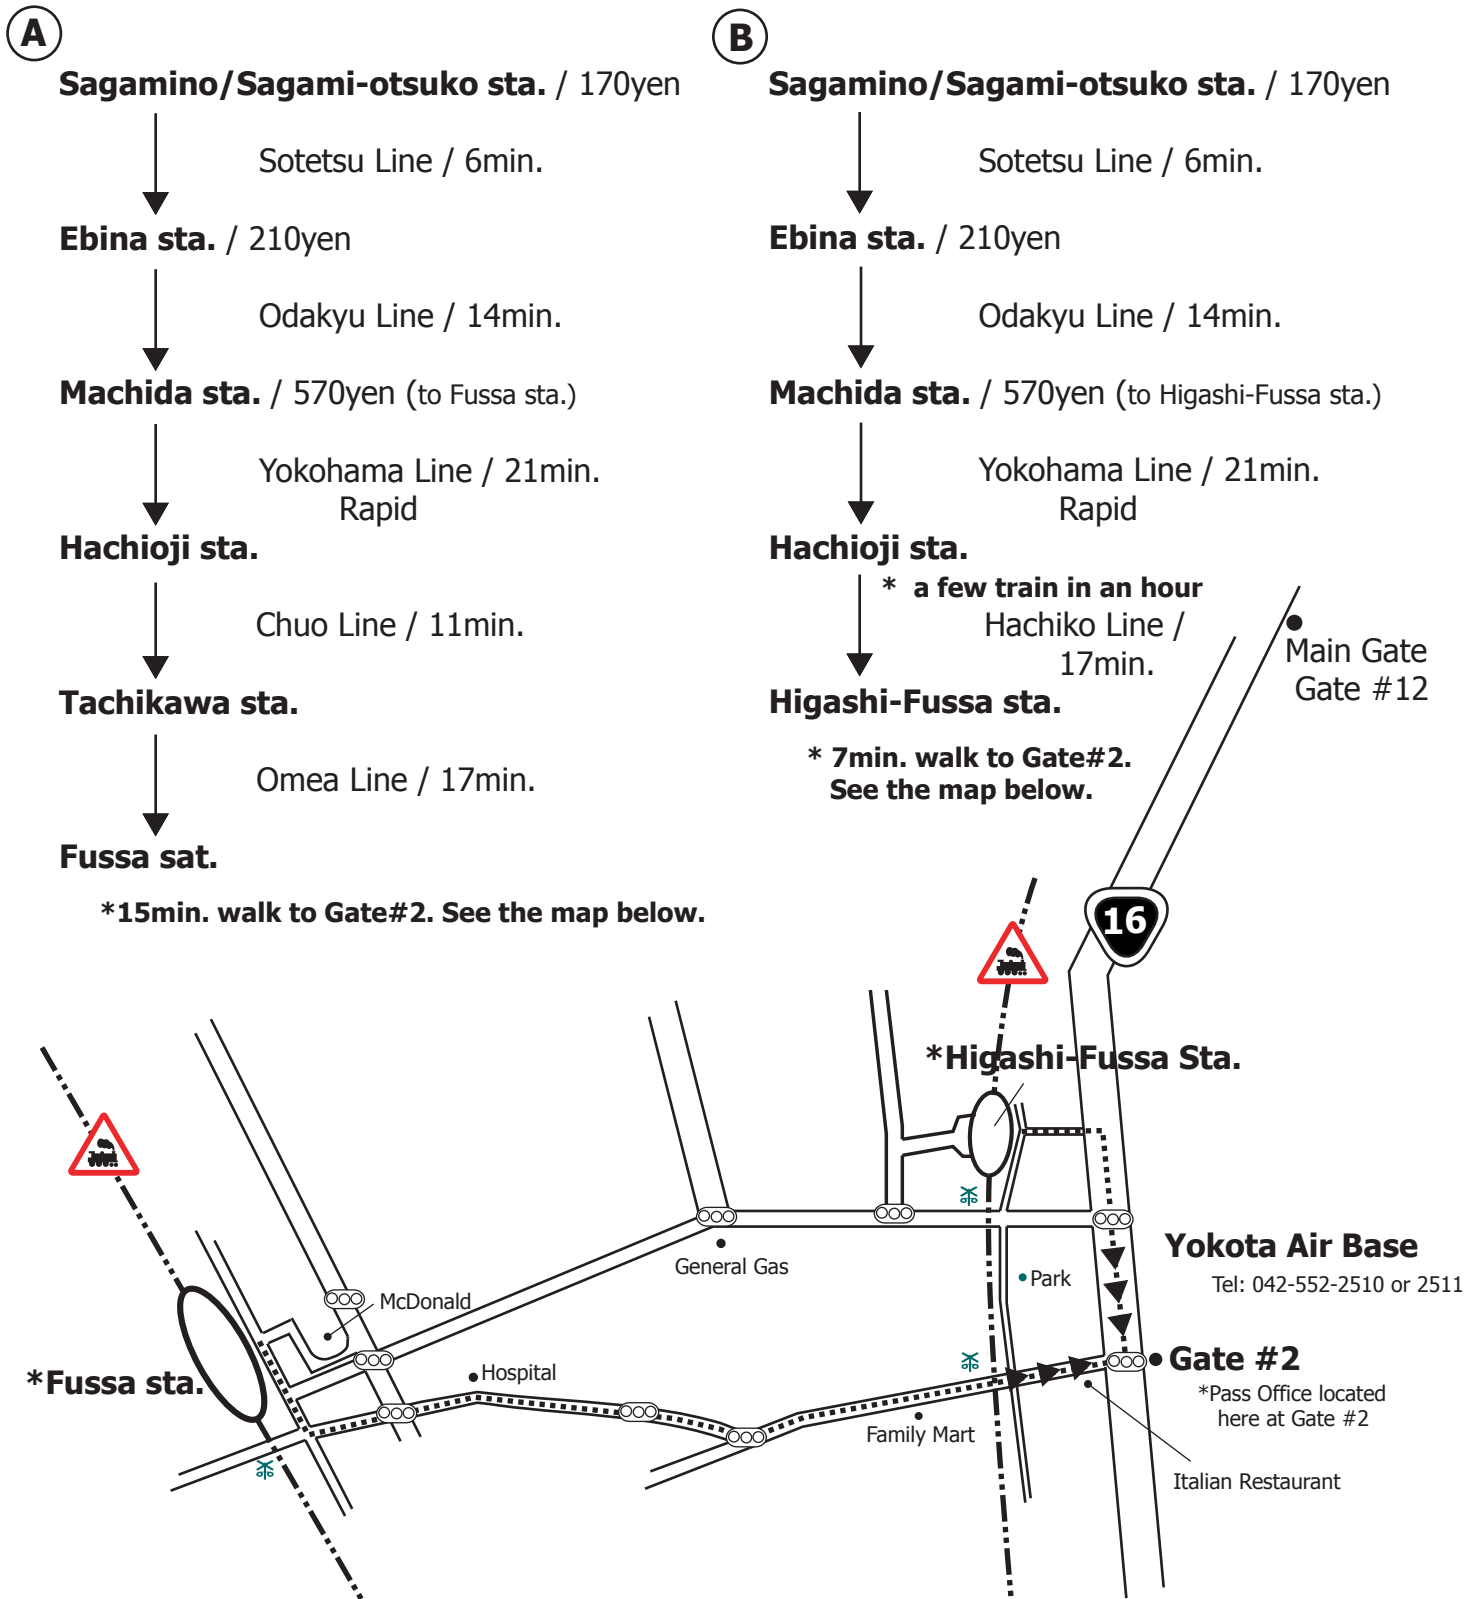 A
Sagamino/Sagami-otsuko sta. / 170yen
Sotetsu Line / 6min.
Ebina sta. / 210yen
Odakyu Line / 14min.
Machida sta. / 570yen (to Fussa sta.)
Yokohama Line / 21min.
Rapid
Hachioji sta.
Chuo Line / 11min.
Tachikawa sta.
Omea Line / 17min.
Fussa sat.
*15min. walk to Gate#2. See the map below.
B
Sagamino/Sagami-otsuko sta. / 170yen
Sotetsu Line / 6min.
Ebina sta. / 210yen
Odakyu Line / 14min.
Machida sta. / 570yen (to Higashi-Fussa sta.)
Yokohama Line / 21min.
Rapid
Hachioji sta.
* a few train in an hour
Hachiko Line /
17min.
Higashi-Fussa sta.
* 7min. walk to Gate#2.
See the map below.
Main Gate
Gate #12
16
*Higashi-Fussa Sta.
Yokota Air Base
Tel: 042-552-2510 or 2511
General Gas
Park
McDonald
Gate #2
*Pass Office located
here at Gate #2
*Fussa sta.
Hospital
Family Mart
Italian Restaurant